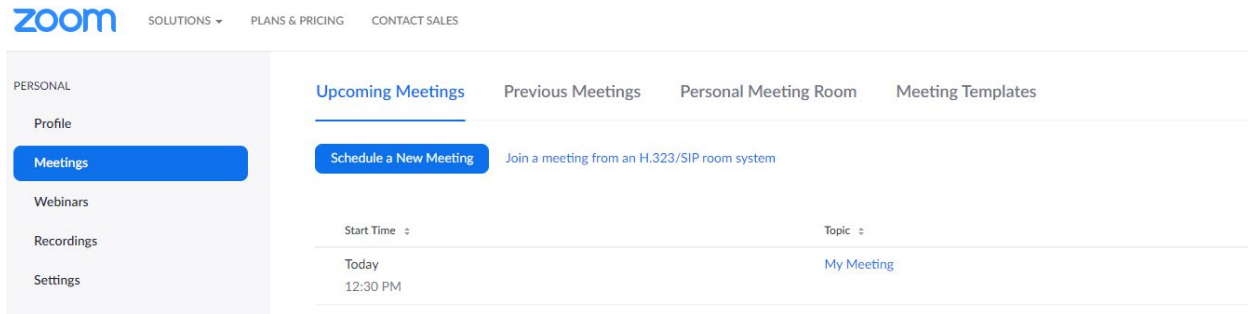 zoom SOLUTIONS PLANS & PRICING CONTACT SALES
PERSONAL
Profile
Meetings
Webinars
Recordings
Settings
Upcoming Meetings Previous Meetings Personal Meeting Room Meeting Templates
Schedule a New Meeting Join a meeting from an H.323/SIP room system
Start Time Topic
Today My Meeting
12:30 PM